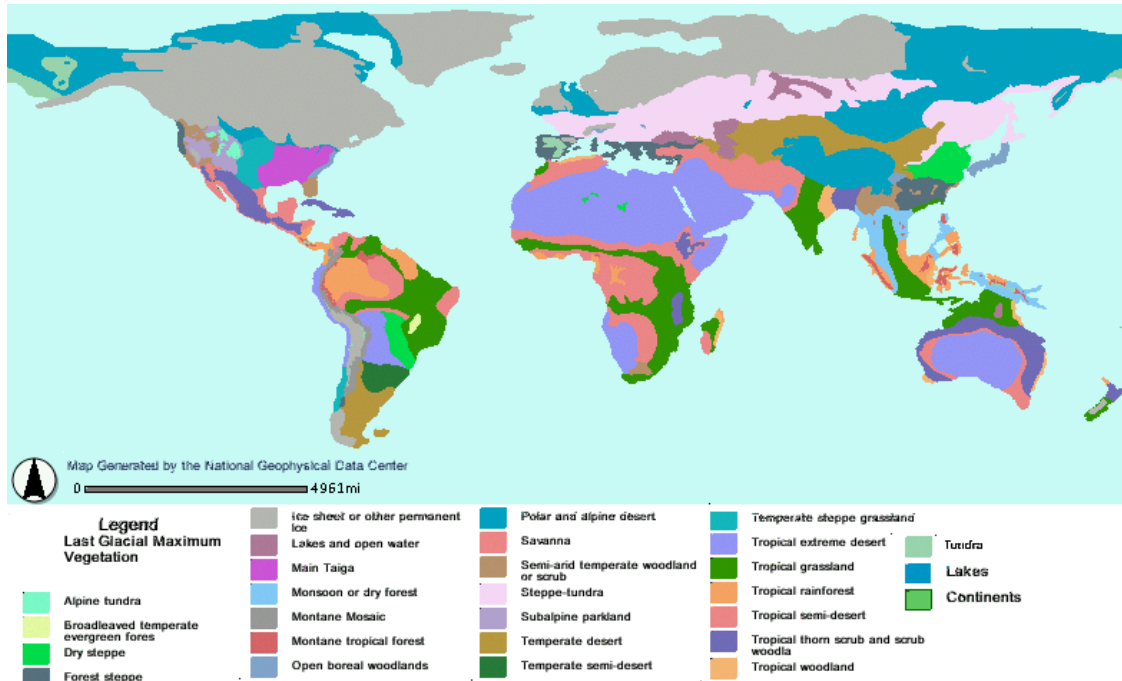 Map Generated by the National Geophysical Data Center
0 4961mi
Legend
Last Glacial Maximum
Vegetation
Alpine tundra
Broadleaved temperate
evergreen fores
Dry steppe
Forest steppe
Ice sheet or other permanent
Ice
Lakes and open water
Main Taiga
Monsoon or dry forest
Montane Mosaic
Montane tropical forest
Open boreal woodlands
Polar and alpine desert
Savanna
Semi-arid temperate woodland
or scrub
Steppe-tundra
Subalpine parkland
Temperate desert
Temperate semi-desert
Temperate steppe grassland
Tropical extreme desert
Tropical grassland
Tropical rainforest
Tropical semi-desert
Tropical thorn scrub and scrub
woodla
Tropical woodland
Tundra
Lakes
Continents